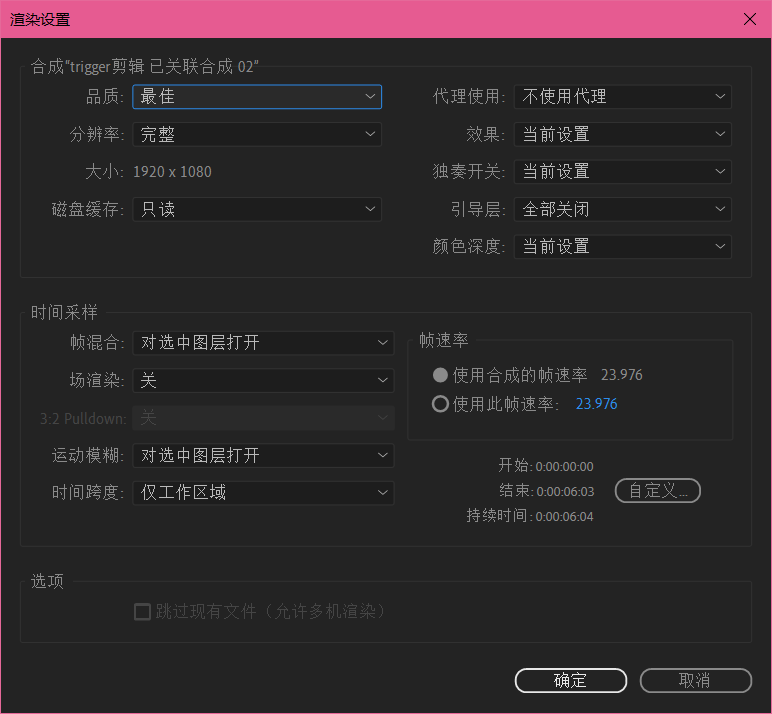 渲染设置
合成"trigger剪辑 已关联合成 02"
品质: 最佳
分辨率: 完整
大小: 1920 x 1080
磁盘缓存: 只读
代理使用: 不使用代理
效果: 当前设置
独奏开关: 当前设置
引导层: 全部关闭
颜色深度: 当前设置
时间采样
帧混合: 对选中图层打开
场渲染: 关
3:2 Pulldown: 关
运动模糊: 对选中图层打开
时间跨度: 仅工作区域
帧速率
使用合成的帧速率 23.976
使用此帧速率: 23.976
开始: 0:00:00:00
结束: 0:00:06:03
持续时间: 0:00:06:04
自定义...
选项
跳过现有文件（允许多机渲染）
确定
取消